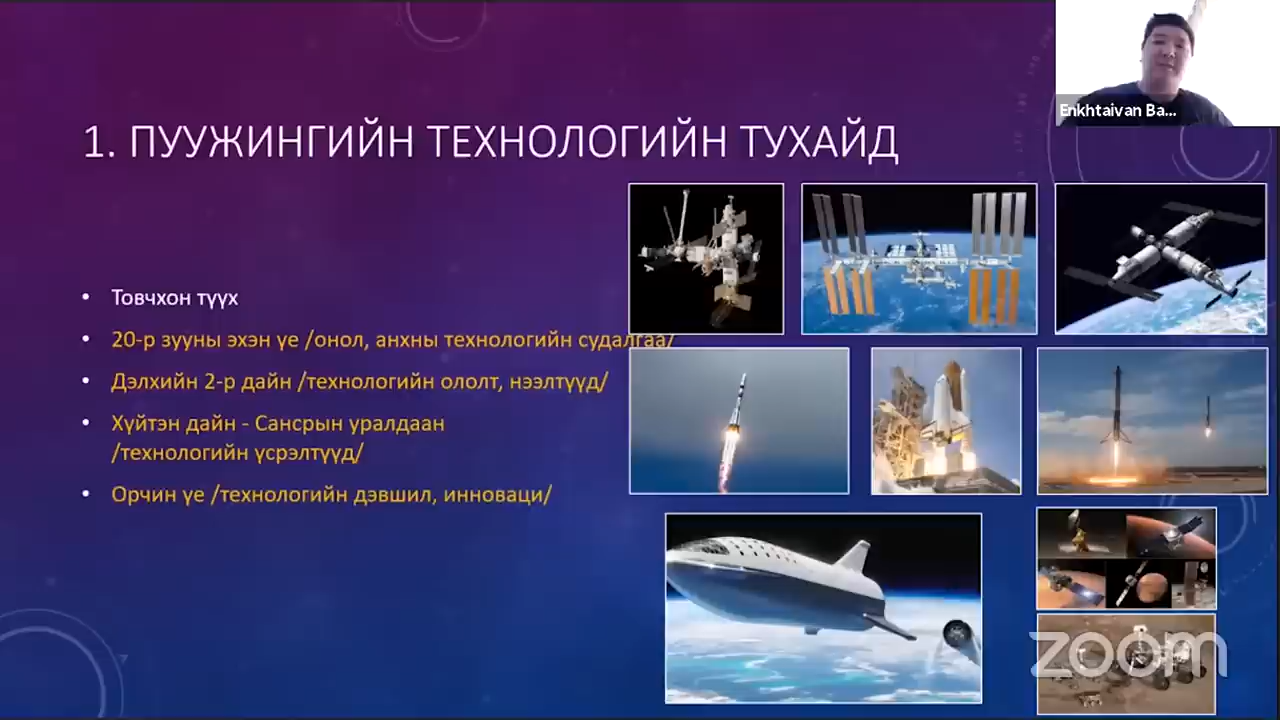 Enkhtaivan Ba...
1. ПУУЖИНГИЙН ТЕХНОЛОГИЙН ТУХАЙД
• Товчхон түүх
• 20-р зууны эхэн үе /онол, анхны технологийн судалгаа/
• Дэлхийн 2-р дайн /технологийн ололт, нээлтүүд/
• Хүйтэн дайн - Сансрын уралдаан
/технологийн үсрэлтүүд/
• Орчин үе /технологийн дэвшил, инноваци/
zoom